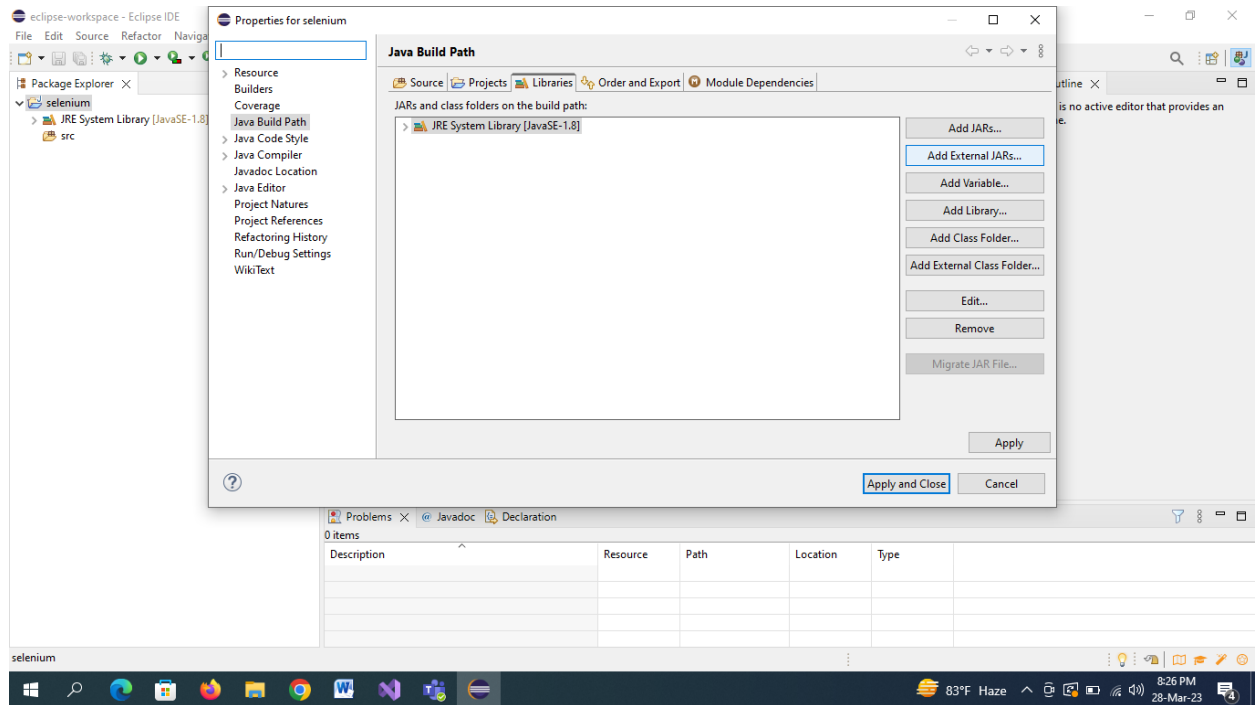 eclipse-workspace - Eclipse IDE
File Edit Source Refactor Naviga
Package Explorer
selenium
JRE System Library [JavaSE-1.8]
src
Properties for selenium
Resource
Builders
Coverage
Java Build Path
Java Code Style
Java Compiler
Javadoc Location
Java Editor
Project Natures
Project References
Refactoring History
Run/Debug Settings
WikiText
Java Build Path
Source Projects Libraries Order and Export Module Dependencies
JARs and class folders on the build path:
JRE System Library [JavaSE-1.8]
Add JARs...
Add External JARs...
Add Variable...
Add Library...
Add Class Folder...
Add External Class Folder...
Edit...
Remove
Migrate JAR File...
Apply
Apply and Close Cancel
utline
is no active editor that provides an
e.
Problems @ Javadoc Declaration
0 items
Description Resource Path Location Type
selenium
83°F Haze
8:26 PM
28-Mar-23
4